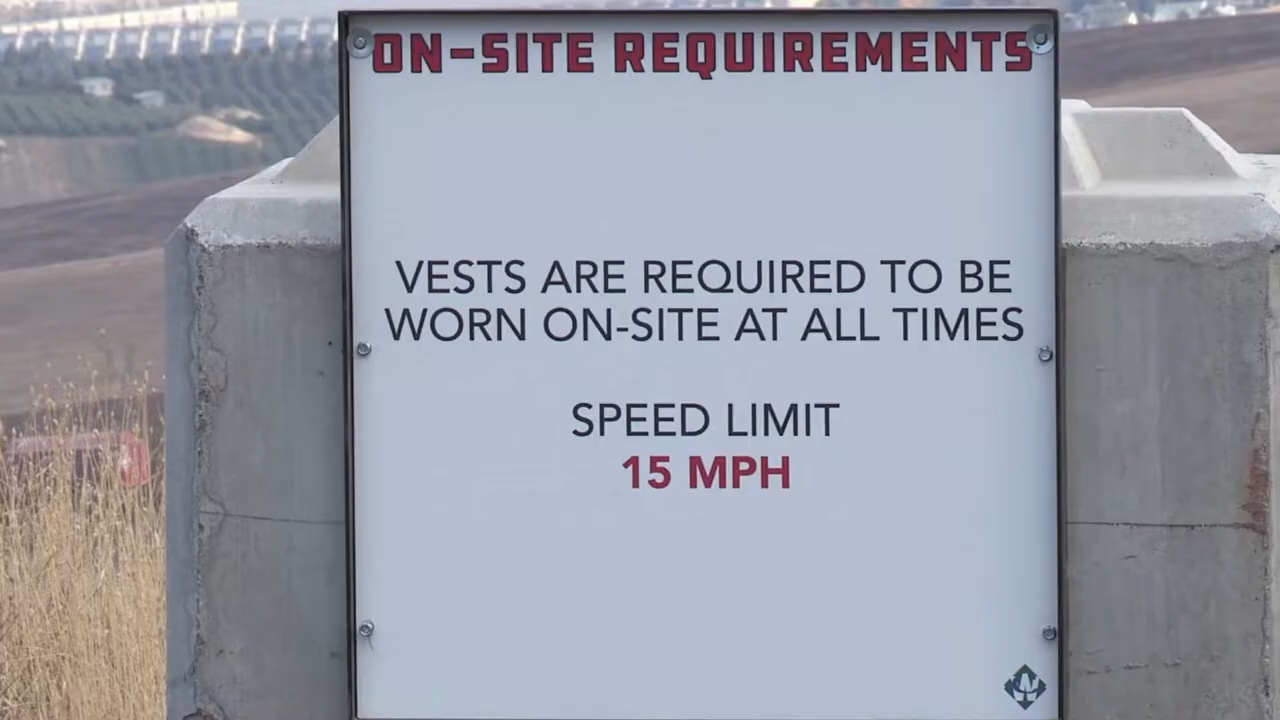 ON-SITE REQUIREMENTS
VESTS ARE REQUIRED TO BE
WORN ON-SITE AT ALL TIMES
SPEED LIMIT
15 MPH